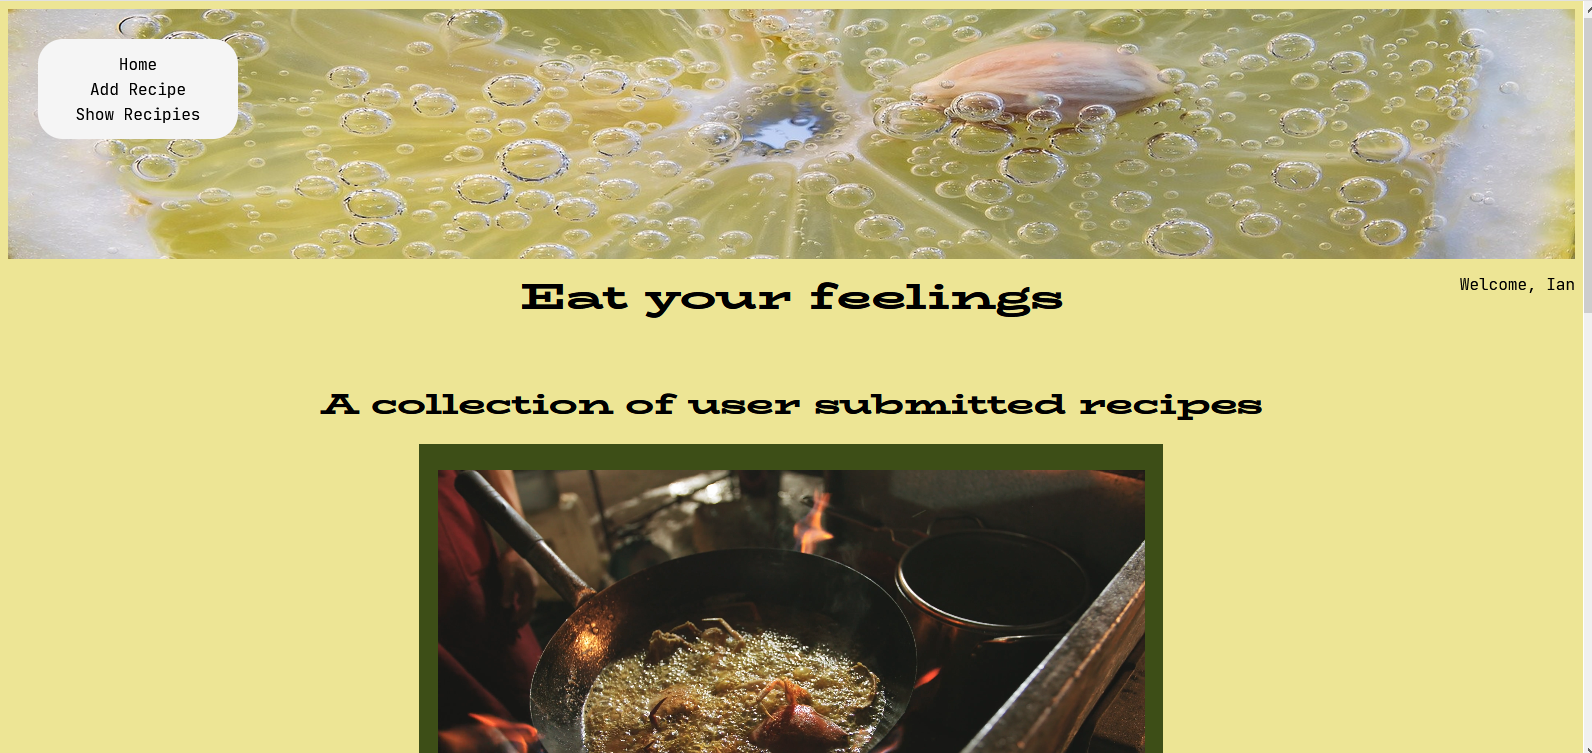 Home
Add Recipe
Show Recipies
Welcome, Ian
Eat your feelings
A collection of user submitted recipes